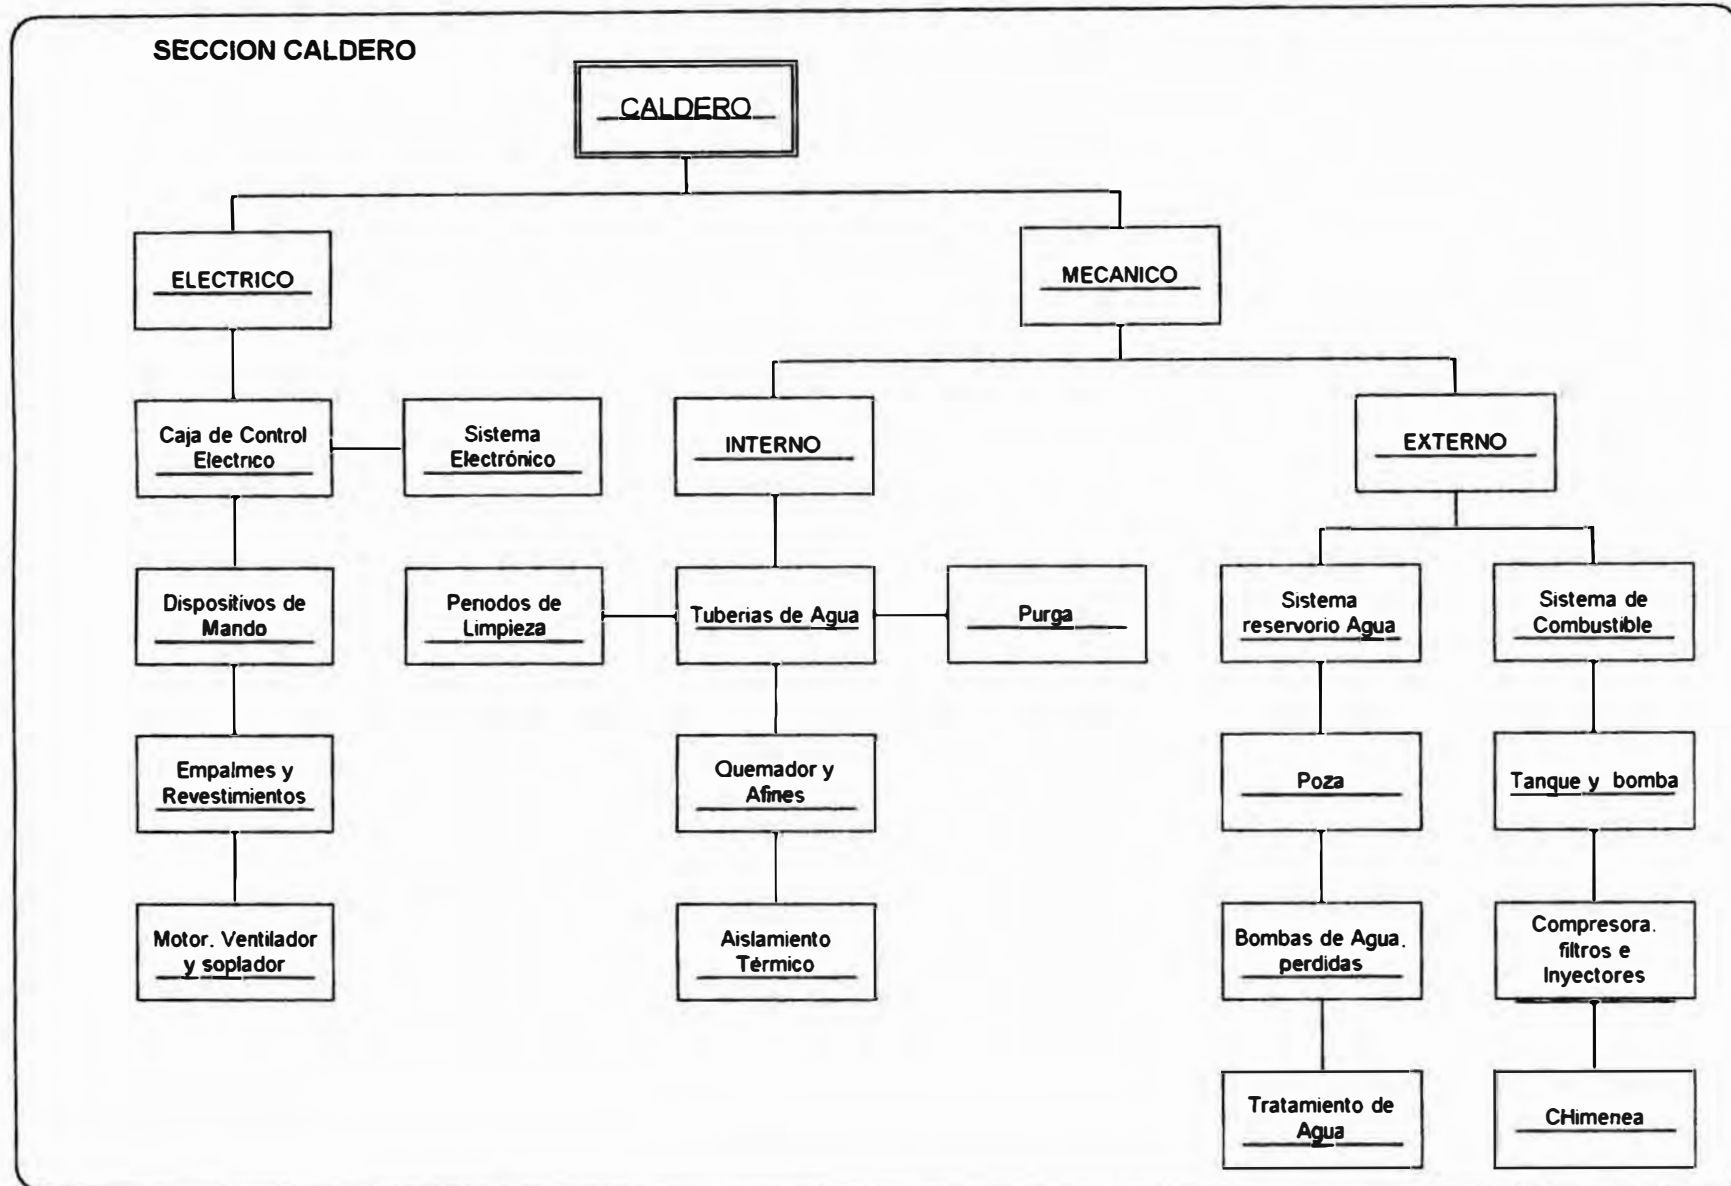 SECCION CALDERO
CALDERO
ELECTRICO
MECANICO
Caja de Control
Electrico
Sistema
Electrónico
INTERNO
EXTERNO
Dispositivos de
Mando
Periodos de
Limpieza
Tuberias de Agua
Purga
Sistema
reservorio Agua
Sistema de
Combustible
Empalmes y
Revestimientos
Quemador y
Afines
Poza
Tanque y bomba
Motor. Ventilador
y soplador
Aislamiento
Térmico
Bombas de Agua.
perdidas
Compresora.
filtros e
Inyectores
Tratamiento de
Agua
CHimenea